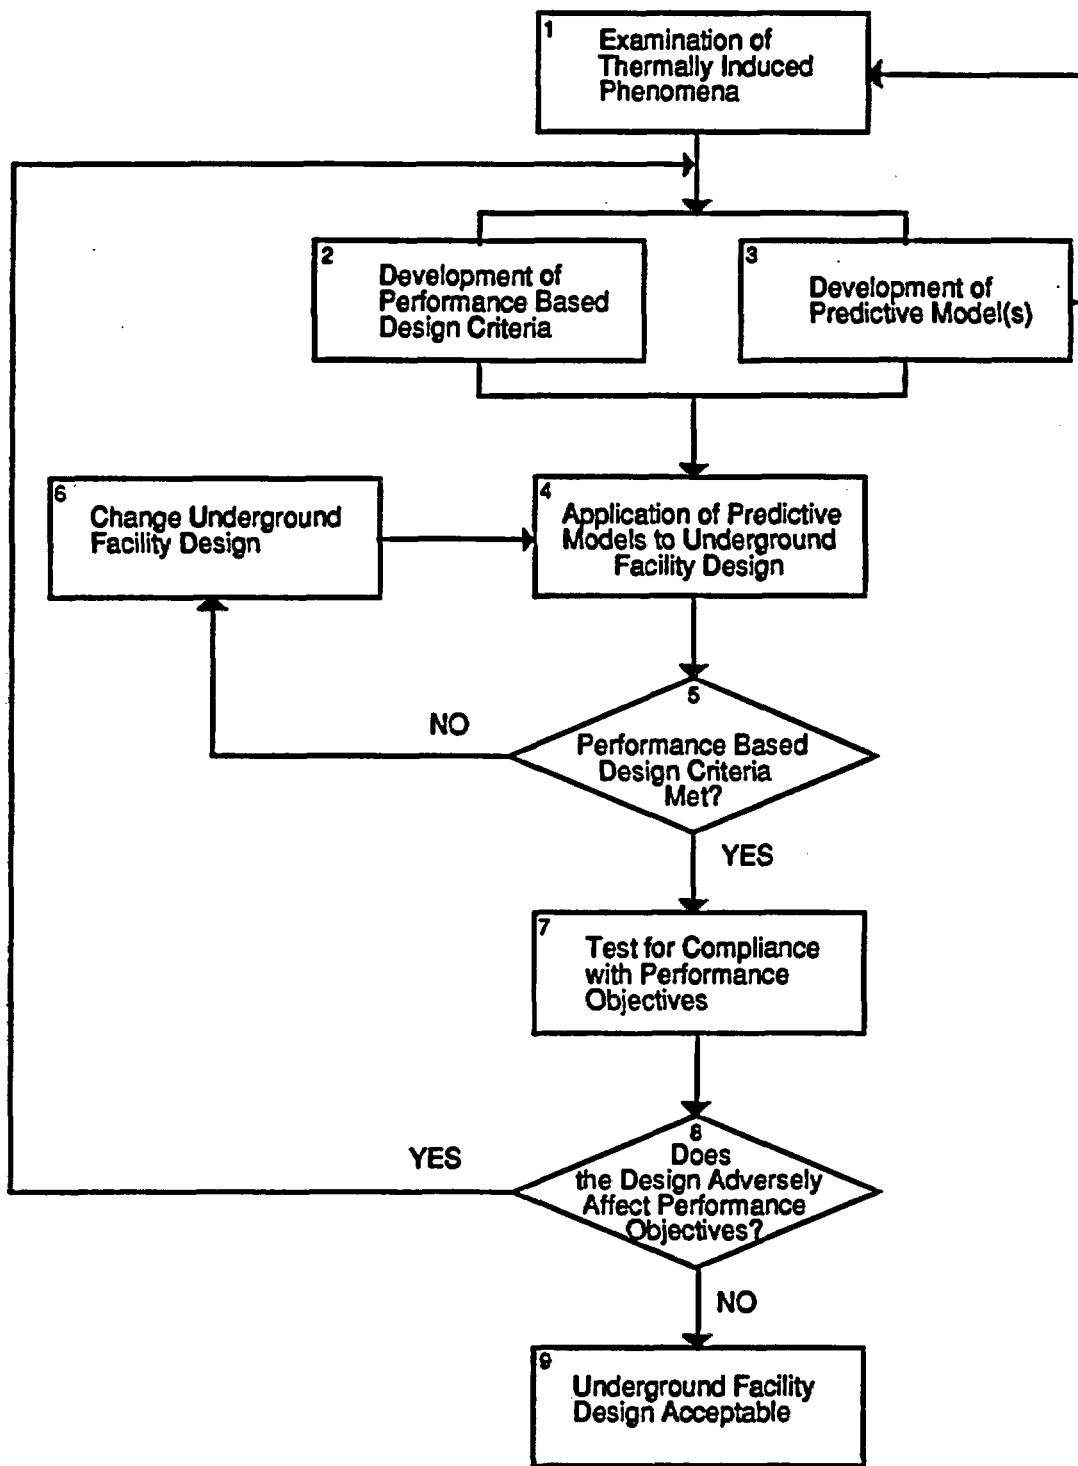 1
Examination of
Thermally Induced
Phenomena
2
Development of
Performance Based
Design Criteria
3
Development of
Predictive Model(s)
6
Change Underground
Facility Design
4
Application of Predictive
Models to Underground
Facility Design
5
Performance Based
Design Criteria
Met?
NO
YES
7
Test for Compliance
with Performance
Objectives
8
Does
the Design Adversely
Affect Performance
Objectives?
YES
NO
9
Underground Facility
Design Acceptable